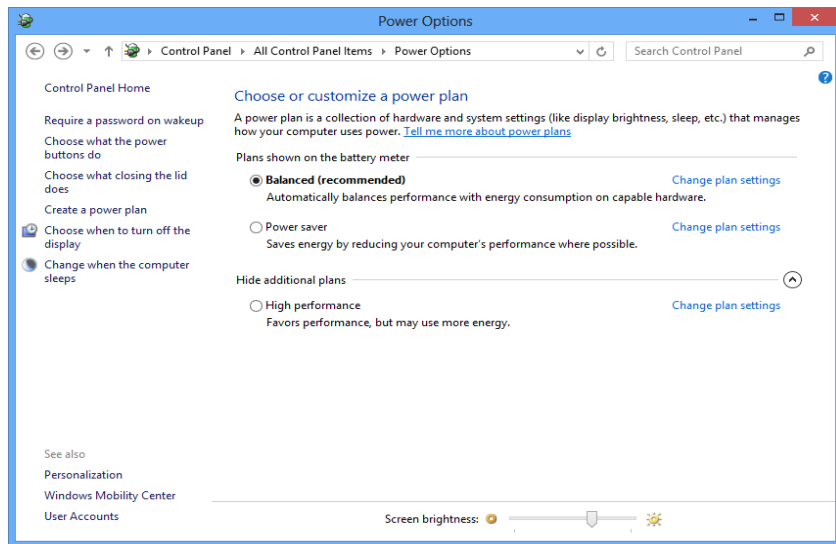 Power Options
Control Panel All Control Panel Items Power Options
Search Control Panel
Control Panel Home
Require a password on wakeup
Choose what the power
buttons do
Choose what closing the lid
does
Create a power plan
Choose when to turn off the
display
Change when the computer
sleeps
See also
Personalization
Windows Mobility Center
User Accounts
Choose or customize a power plan
A power plan is a collection of hardware and system settings (like display brightness, sleep, etc.) that manages
how your computer uses power. Tell me more about power plans
Plans shown on the battery meter
Balanced (recommended) Change plan settings
Automatically balances performance with energy consumption on capable hardware.
Power saver Change plan settings
Saves energy by reducing your computer's performance where possible.
Hide additional plans
High performance Change plan settings
Favors performance, but may use more energy.
Screen brightness: